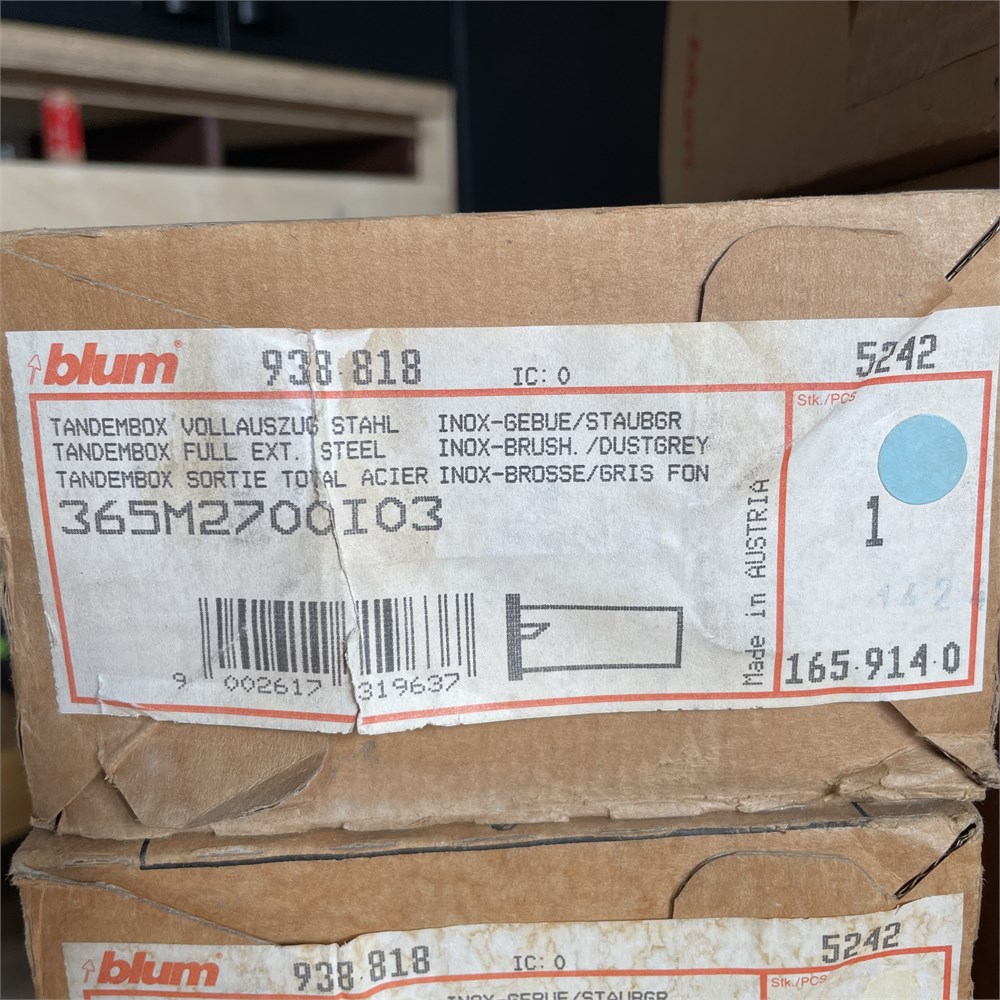 blum® 938.818 IC: 0 5242
TANDEMBOX VOLLAUSZUG STAHL INOX-GEBUE/STAUBGR
TANDEMBOX FULL EXT. STEEL INOX-BRUSH./DUSTGREY
TANDEMBOX SORTIE TOTAL ACIER INOX-BROSSE/GRIS FON
365M2700I03
Stk./PCS
1
Made in AUSTRIA
165.914.0
9 002617 319637
blum® 938.818 IC: 0 5242
INOX-GEBUE/STAUBGR
Stk./PCS